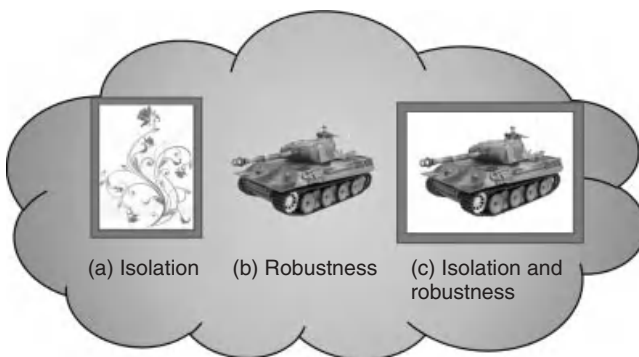 (a) Isolation
(b) Robustness
(c) Isolation and
robustness